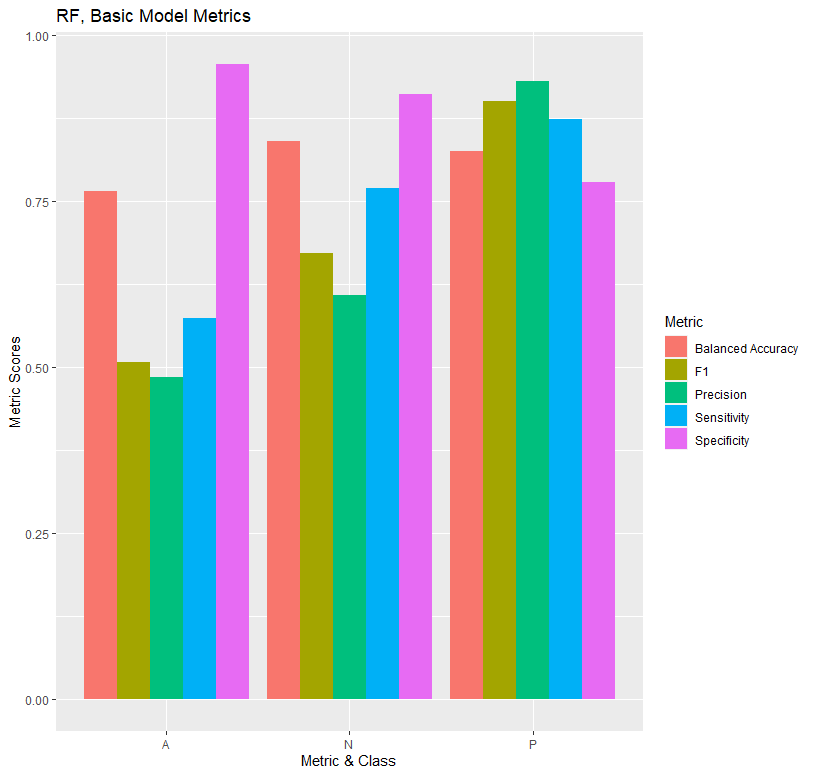 RF, Basic Model Metrics
Metric Scores
1.00
0.75
0.50
0.25
0.00
A
N
P
Metric & Class
Metric
Balanced Accuracy
F1
Precision
Sensitivity
Specificity